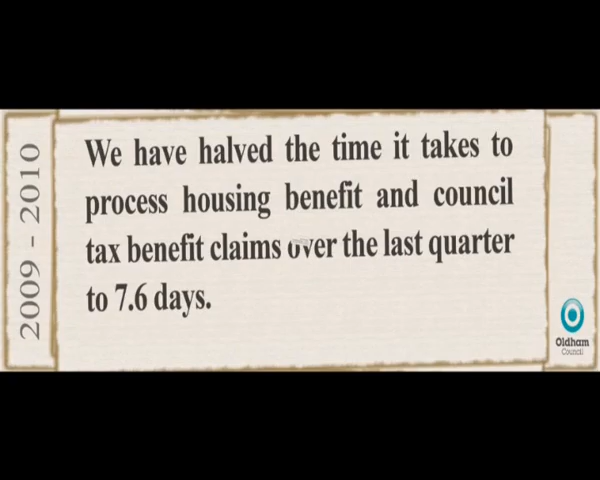 2009 - 2010
We have halved the time it takes to
process housing benefit and council
tax benefit claims over the last quarter
to 7.6 days.
Oldham
Council